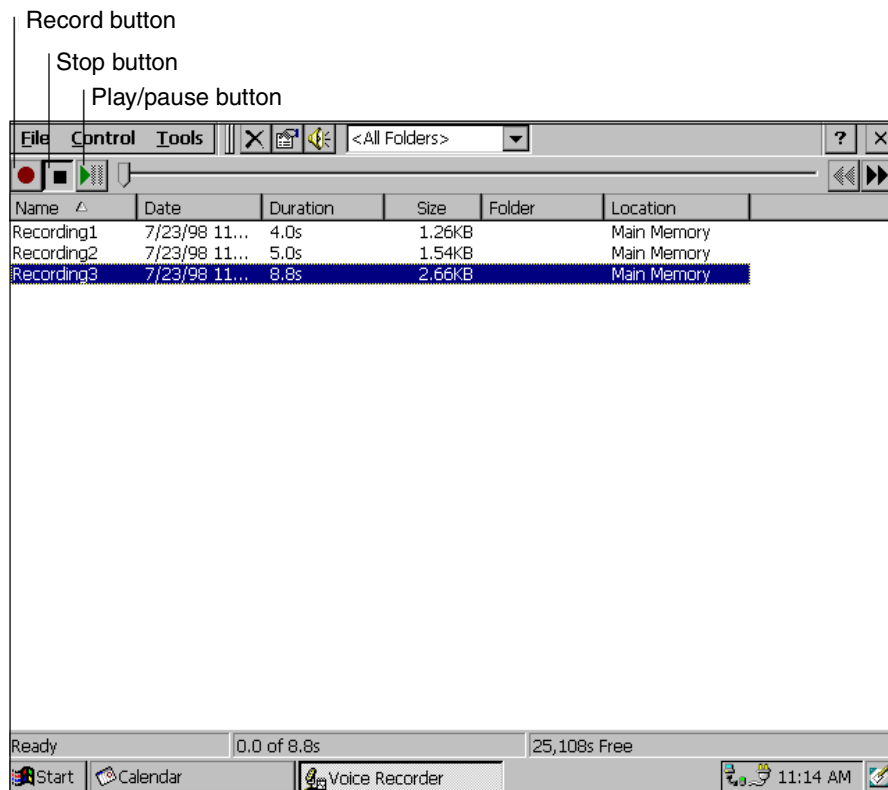 Record button
Stop button
Play/pause button
File Control Tools <All Folders> ?
Name Date Duration Size Folder Location
Recording1 7/23/98 11... 4.0s 1.26KB Main Memory
Recording2 7/23/98 11... 5.0s 1.54KB Main Memory
Recording3 7/23/98 11... 8.8s 2.66KB Main Memory
Ready 0.0 of 8.8s 25,108s Free
Start Calendar Voice Recorder 11:14 AM